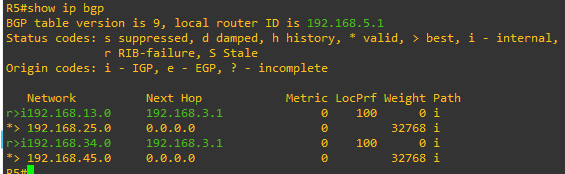 R5#show ip bgp
BGP table version is 9, local router ID is 192.168.5.1
Status codes: s suppressed, d damped, h history, * valid, > best, i - internal,
r RIB-failure, S Stale
Origin codes: i - IGP, e - EGP, ? - incomplete
Network Next Hop Metric LocPrf Weight Path
r>i192.168.13.0 192.168.3.1 0 100 0 i
*> 192.168.25.0 0.0.0.0 0 32768 i
r>i192.168.34.0 192.168.3.1 0 100 0 i
*> 192.168.45.0 0.0.0.0 0 32768 i
R5#